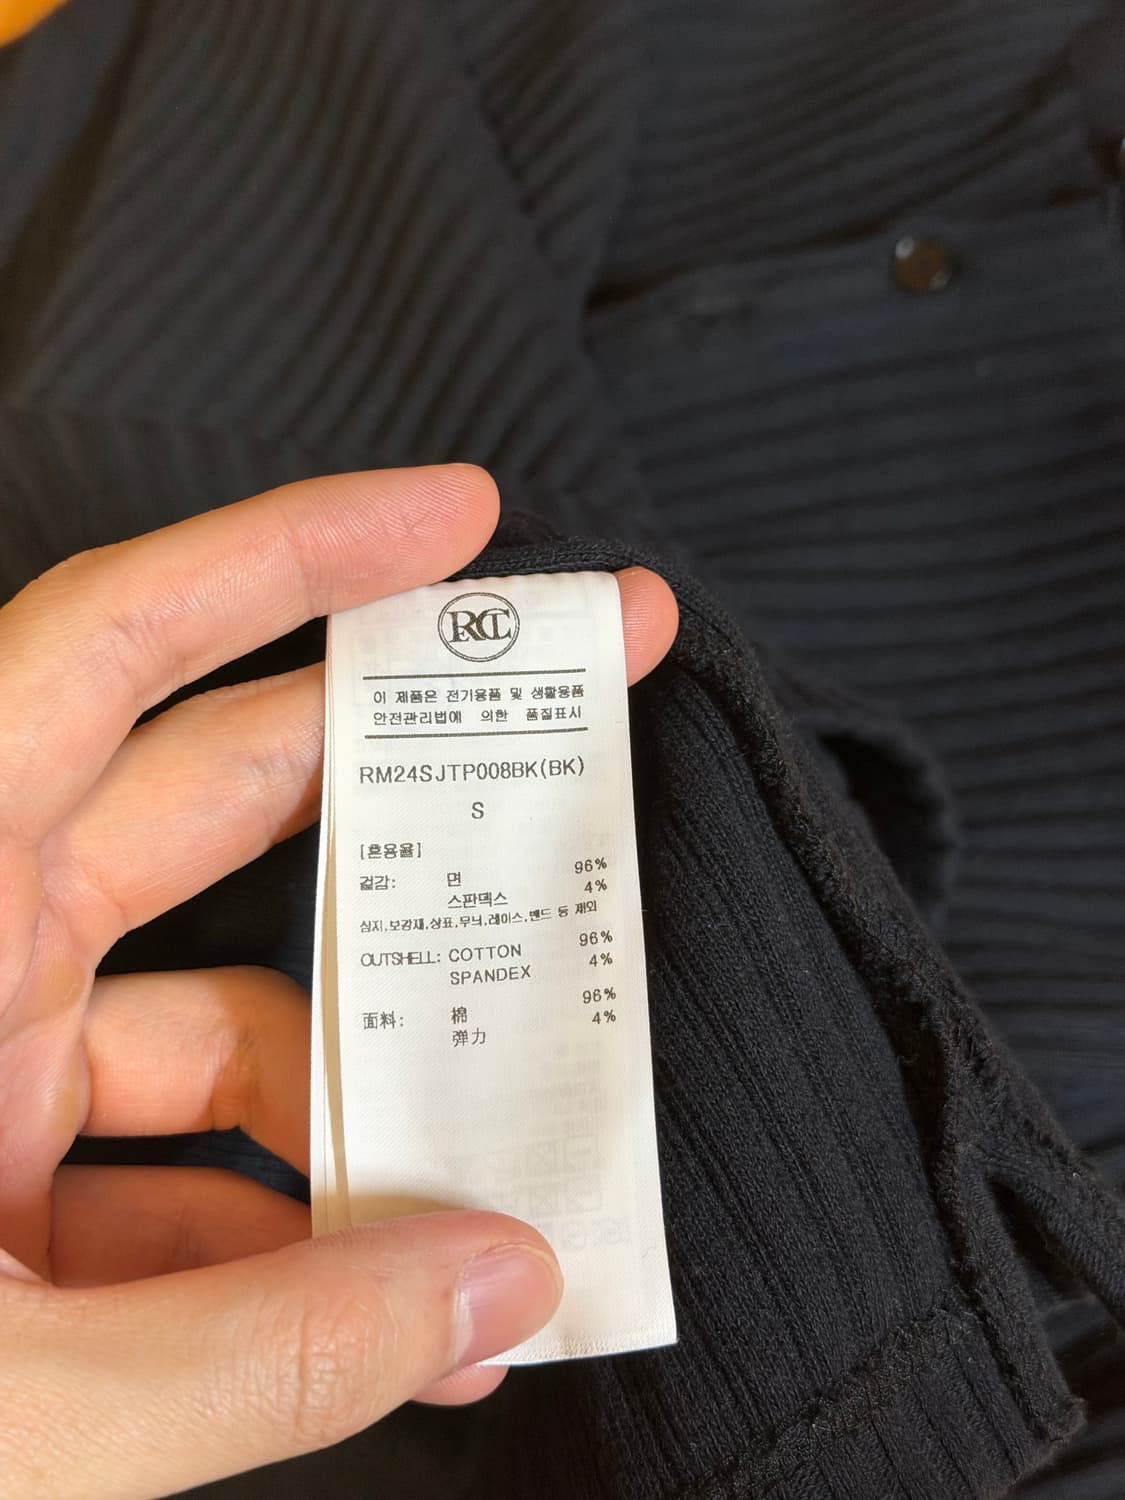 RCT
이 제품은 전기용품 및 생활용품
안전관리법에 의한 품질표시
RM24SJTP008BK(BK)
S
[혼용율]
겉감: 면 96%
스판덱스 4%
심지,보강재,상표,무늬,레이스,밴드 등 제외
OUTSHELL: COTTON 96%
SPANDEX 4%
面料: 棉 96%
弹力 4%